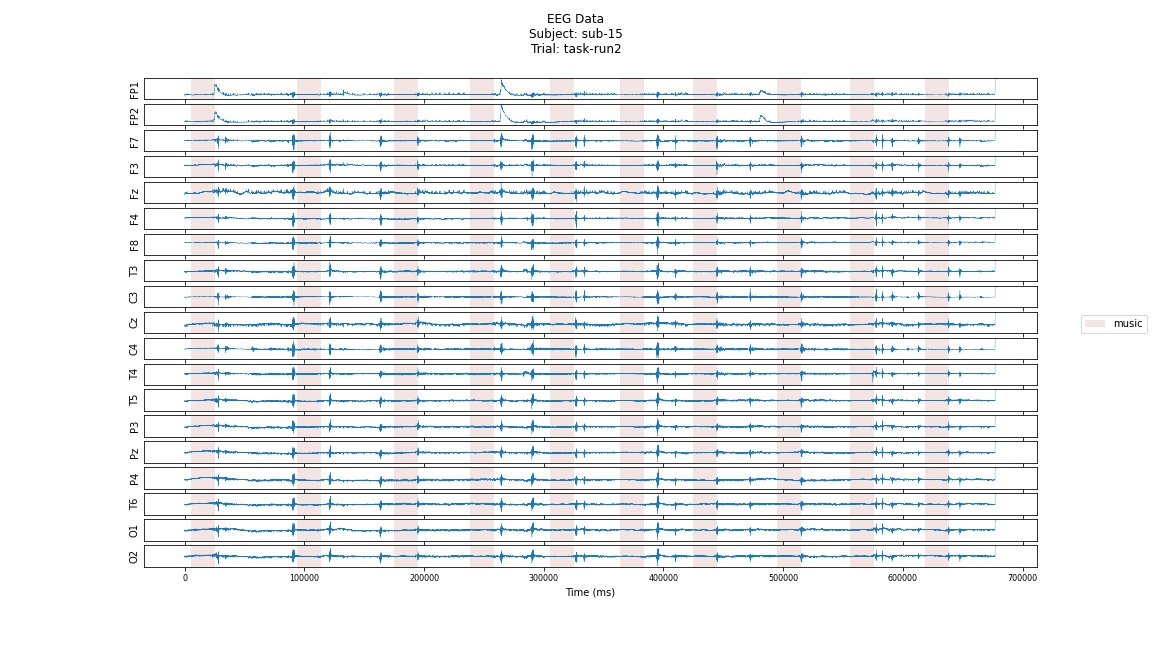 EEG Data
Subject: sub-15
Trial: task-run2
FP1
FP2
F7
F3
Fz
F4
F8
T3
C3
Cz
C4
T4
T5
P3
Pz
P4
T6
O1
O2
music
0 100000 200000 300000 400000 500000 600000 700000
Time (ms)